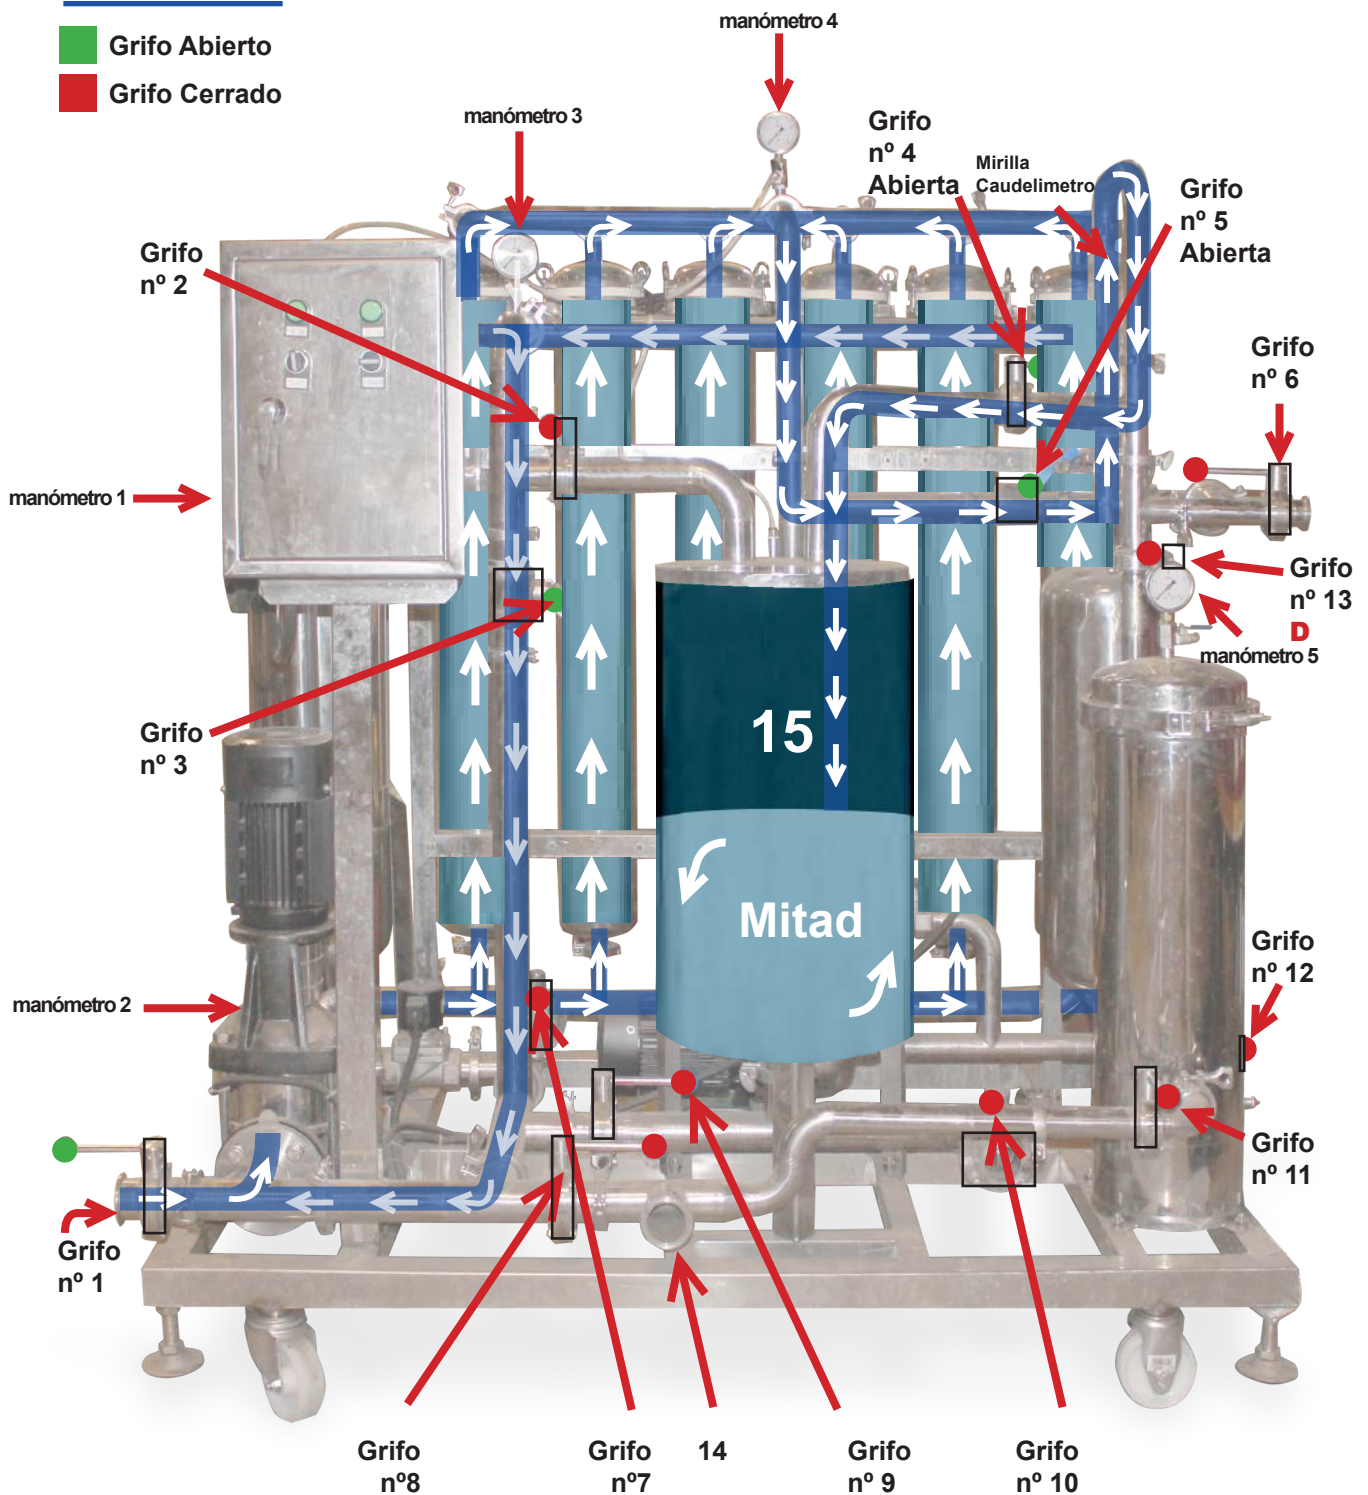 manómetro 4
Grifo Abierto
Grifo Cerrado
manómetro 3
Grifo
nº 4
Abierta
Mirilla
Caudelimetro
Grifo
nº 5
Abierta
Grifo
nº 2
Grifo
nº 6
manómetro 1
Grifo
nº 13
D
manómetro 5
Grifo
nº 3
15
Mitad
Grifo
nº 12
manómetro 2
Grifo
nº 11
Grifo
nº 1
Grifo
nº8
Grifo
nº7
14
Grifo
nº 9
Grifo
nº 10